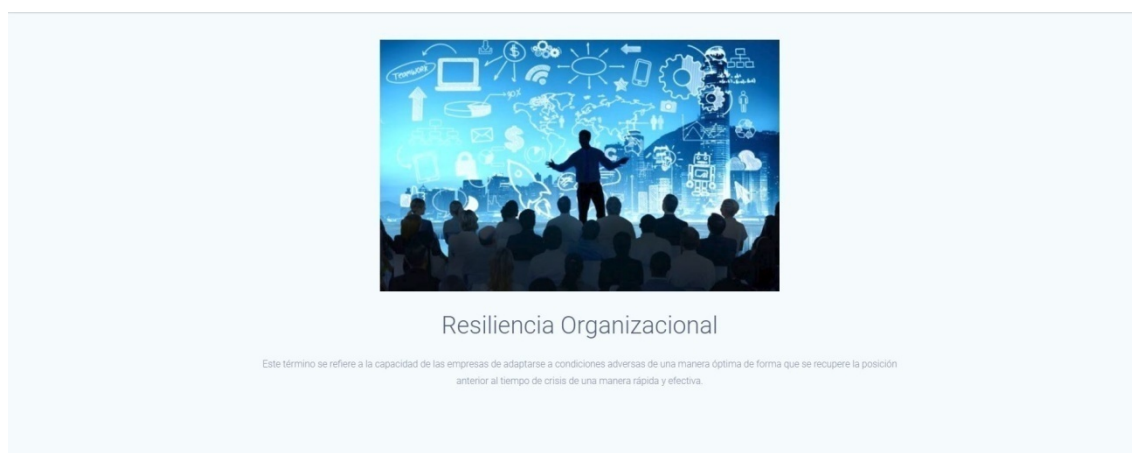 Teamwork
Resiliencia Organizacional
Este término se refiere a la capacidad de las empresas de adaptarse a condiciones adversas de una manera óptima de forma que se recupere la posición
anterior al tiempo de crisis de una manera rápida y efectiva.